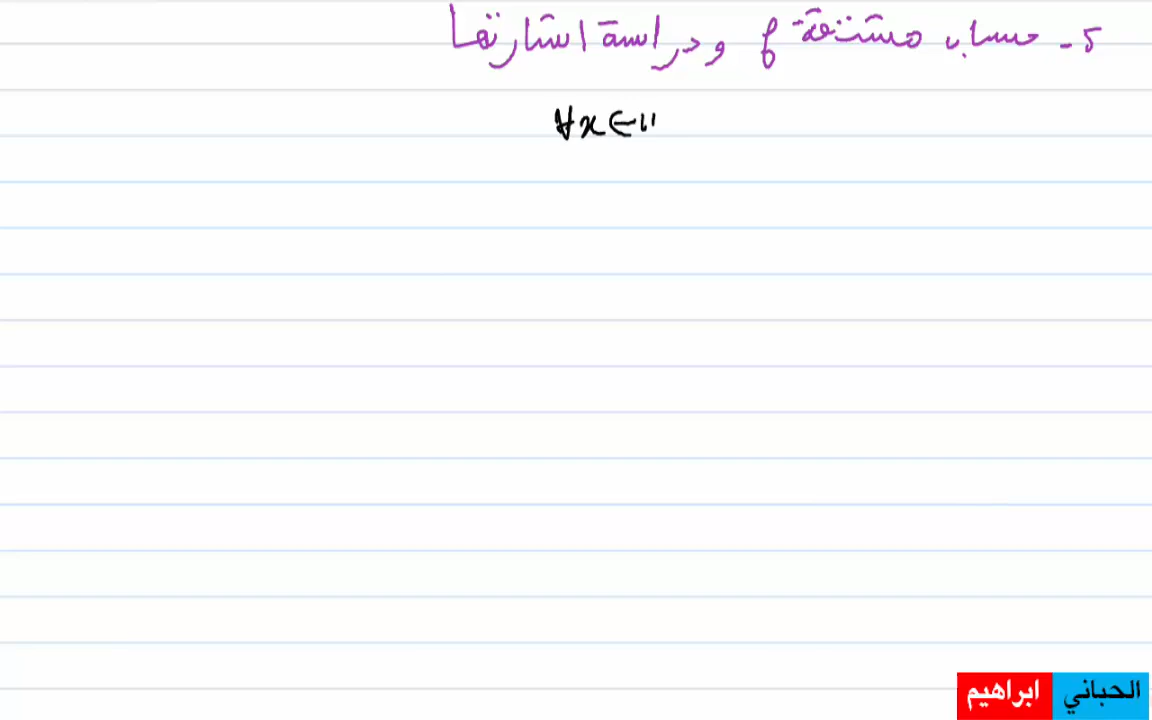 5- حساب مشتقة f ودراسة اشارتها
∀x∈
الحباني ابراهيم